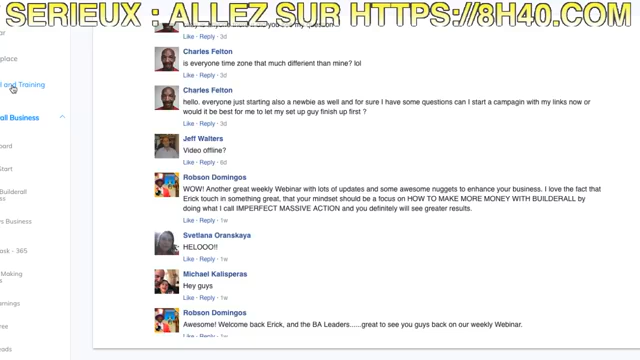 SERIEUX : ALLEZ SUR HTTPS://8H40.COM
Like · Reply · 3d
place
Charles Felton
is everyone time zone that much differient than mine? lol
and Training
Like · Reply · 3d
Charles Felton
hello. everyone just starting also a newbie as well and for sure I have some questions can I start a campagin with my links now or
would it be best for me to let my set up guy finish up first ?
all Business
Like · Reply · 3d
Jeff Walters
Video offline?
Like · Reply · 6d
Start
Robson Domingos
WOW! Another great weekly Webinar with lots of updates and some awesome nuggets to enhance your business. I love the fact that
Builderall
Erick touch in something great, that your mindset should be a focus on HOW TO MAKE MORE MONEY WITH BUILDERALL by
doing what I call IMPERFECT MASSIVE ACTION and you definitely will see greater results.
Business
Like · Reply · 1w
Svetlana Oranskaya
HELOOO!!
ask - 365
Like · Reply · 1w
Michael Kalisperas
Making
Hey guys
Like · Reply · 1w
Robson Domingos
Awesome! Welcome back Erick, and the BA Leaders......great to see you guys back on our weekly Webinar.
Like · Reply · 1w